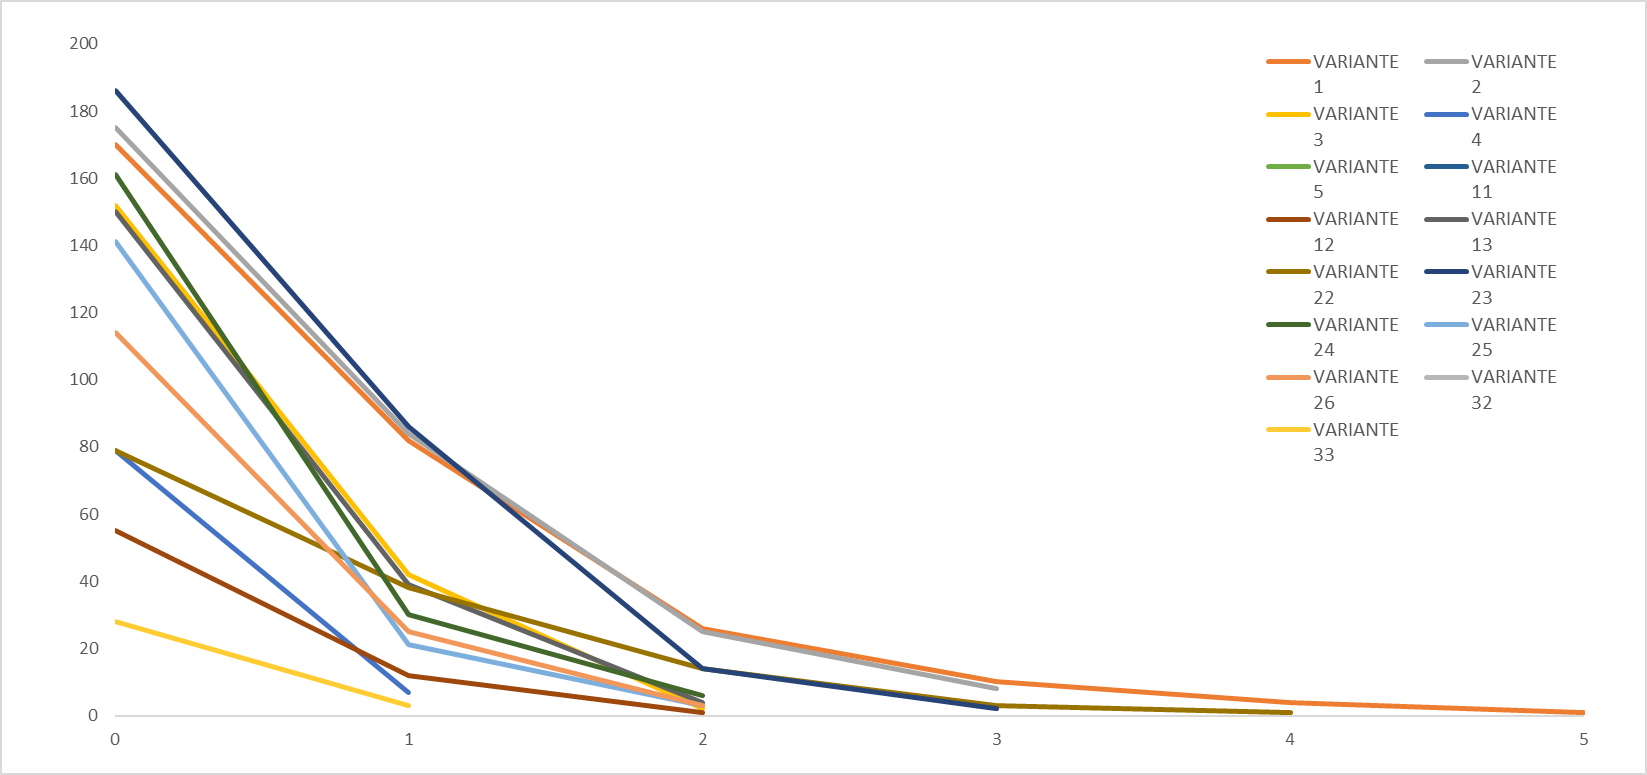 200
180
160
140
120
100
80
60
40
20
0
0 1 2 3 4 5
VARIANTE 1
VARIANTE 2
VARIANTE 3
VARIANTE 4
VARIANTE 5
VARIANTE 11
VARIANTE 12
VARIANTE 13
VARIANTE 22
VARIANTE 23
VARIANTE 24
VARIANTE 25
VARIANTE 26
VARIANTE 32
VARIANTE 33